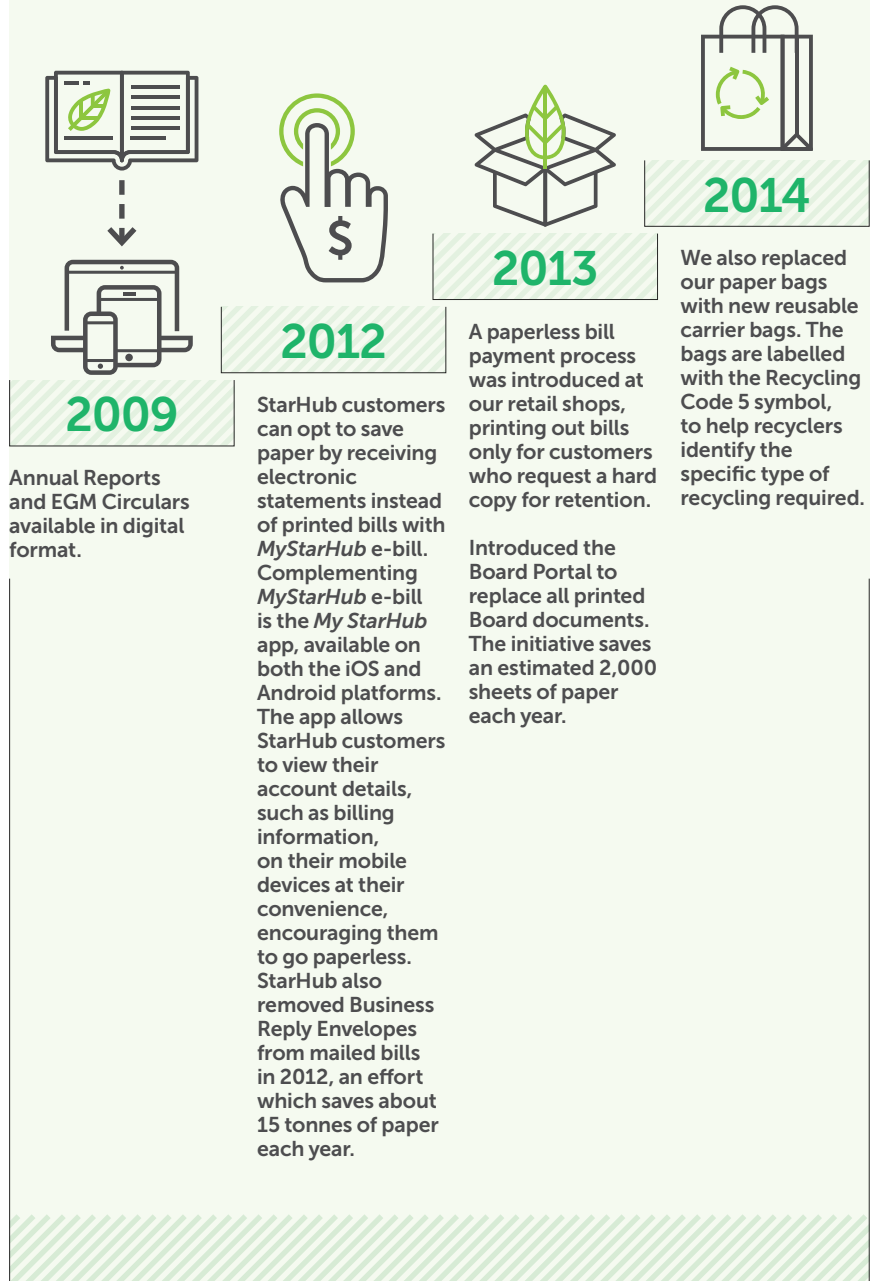 2009
Annual Reports
and EGM Circulars
available in digital
format.
2012
StarHub customers
can opt to save
paper by receiving
electronic
statements instead
of printed bills with
MyStarHub e-bill.
Complementing
MyStarHub e-bill
is the My StarHub
app, available on
both the iOS and
Android platforms.
The app allows
StarHub customers
to view their
account details,
such as billing
information,
on their mobile
devices at their
convenience,
encouraging them
to go paperless.
StarHub also
removed Business
Reply Envelopes
from mailed bills
in 2012, an effort
which saves about
15 tonnes of paper
each year.
2013
A paperless bill
payment process
was introduced at
our retail shops,
printing out bills
only for customers
who request a hard
copy for retention.
Introduced the
Board Portal to
replace all printed
Board documents.
The initiative saves
an estimated 2,000
sheets of paper
each year.
2014
We also replaced
our paper bags
with new reusable
carrier bags. The
bags are labelled
with the Recycling
Code 5 symbol,
to help recyclers
identify the
specific type of
recycling required.
$